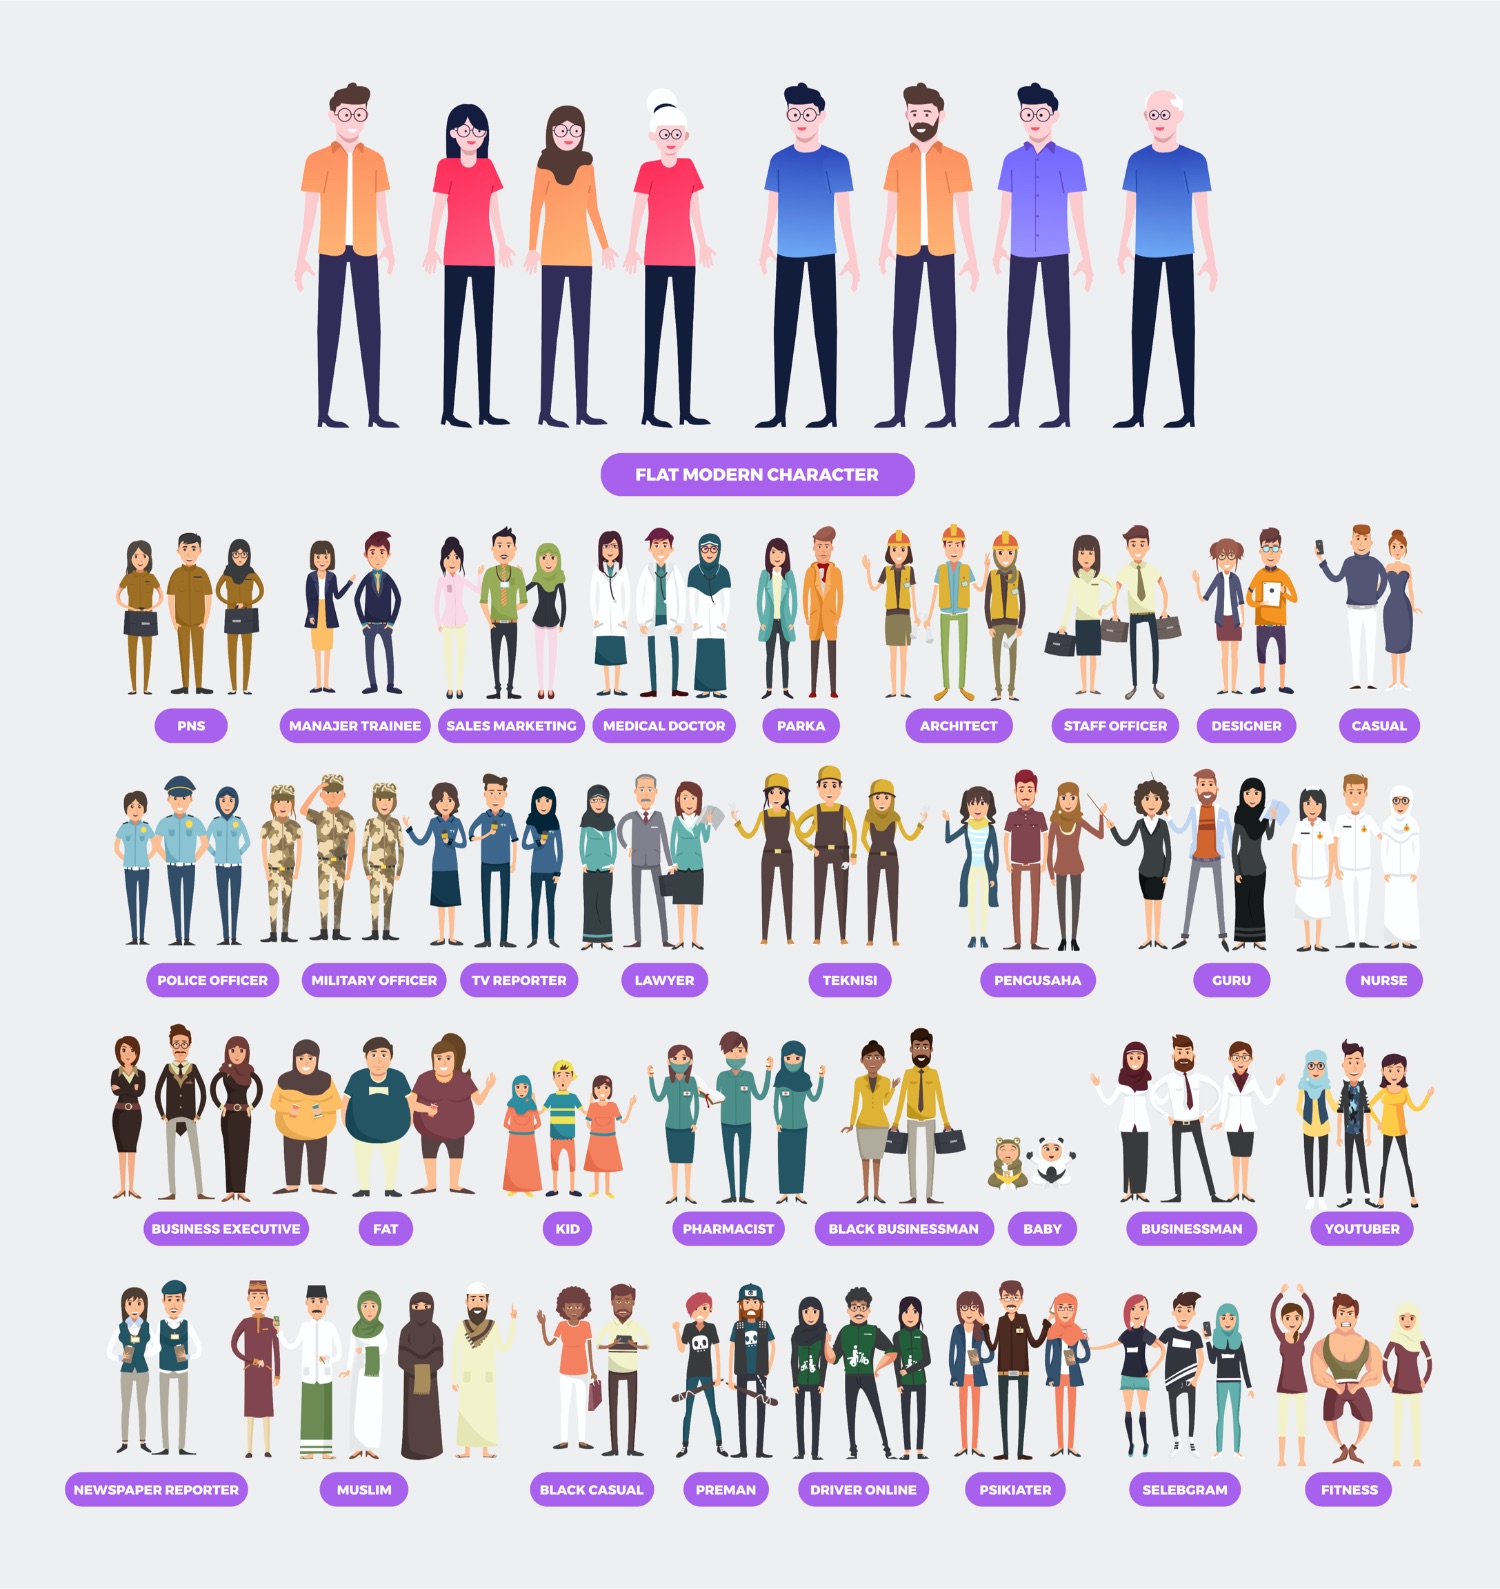 FLAT MODERN CHARACTER
PNS
MANAJER TRAINEE
SALES MARKETING
MEDICAL DOCTOR
PARKA
ARCHITECT
STAFF OFFICER
DESIGNER
CASUAL
POLICE OFFICER
MILITARY OFFICER
TV REPORTER
LAWYER
TEKNISI
PENGUSAHA
GURU
NURSE
BUSINESS EXECUTIVE
FAT
KID
PHARMACIST
BLACK BUSINESSMAN
BABY
BUSINESSMAN
YOUTUBER
NEWSPAPER REPORTER
MUSLIM
BLACK CASUAL
PREMAN
DRIVER ONLINE
PSIKIATER
SELEBGRAM
FITNESS